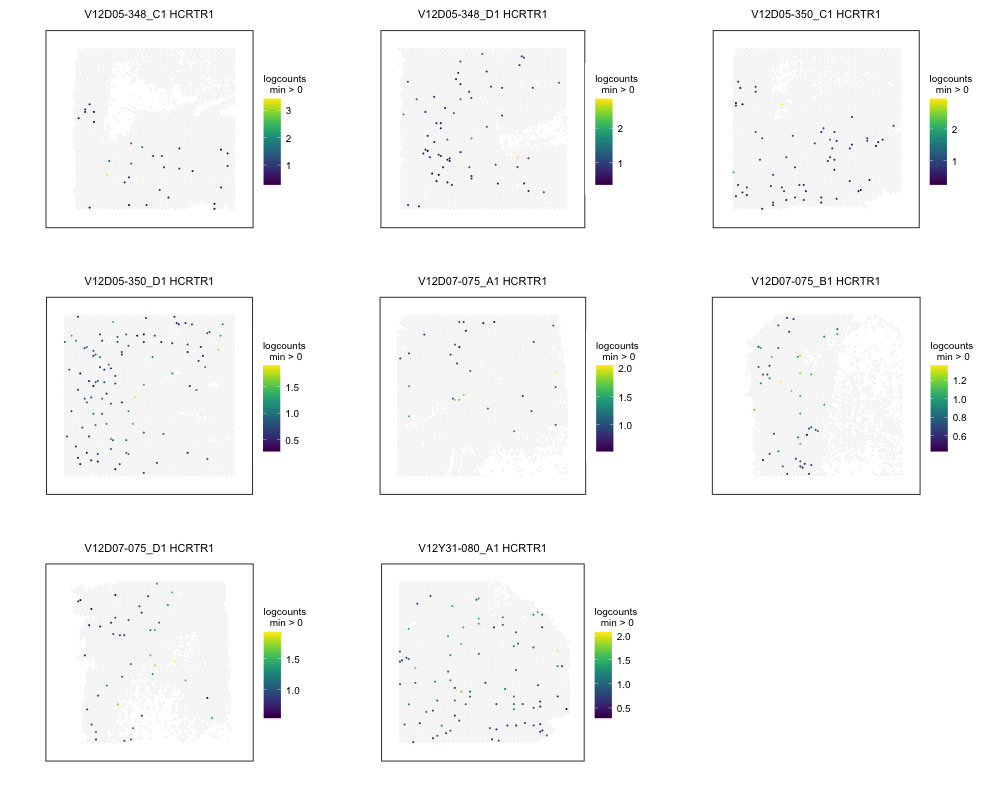 V12D05-348_C1 HCRTR1
logcounts
min > 0
3
2
1
V12D05-348_D1 HCRTR1
logcounts
min > 0
2
1
V12D05-350_C1 HCRTR1
logcounts
min > 0
2
1
V12D05-350_D1 HCRTR1
logcounts
min > 0
1.5
1.0
0.5
V12D07-075_A1 HCRTR1
logcounts
min > 0
2.0
1.5
1.0
V12D07-075_B1 HCRTR1
logcounts
min > 0
1.2
1.0
0.8
0.6
V12D07-075_D1 HCRTR1
logcounts
min > 0
1.5
1.0
V12Y31-080_A1 HCRTR1
logcounts
min > 0
2.0
1.5
1.0
0.5